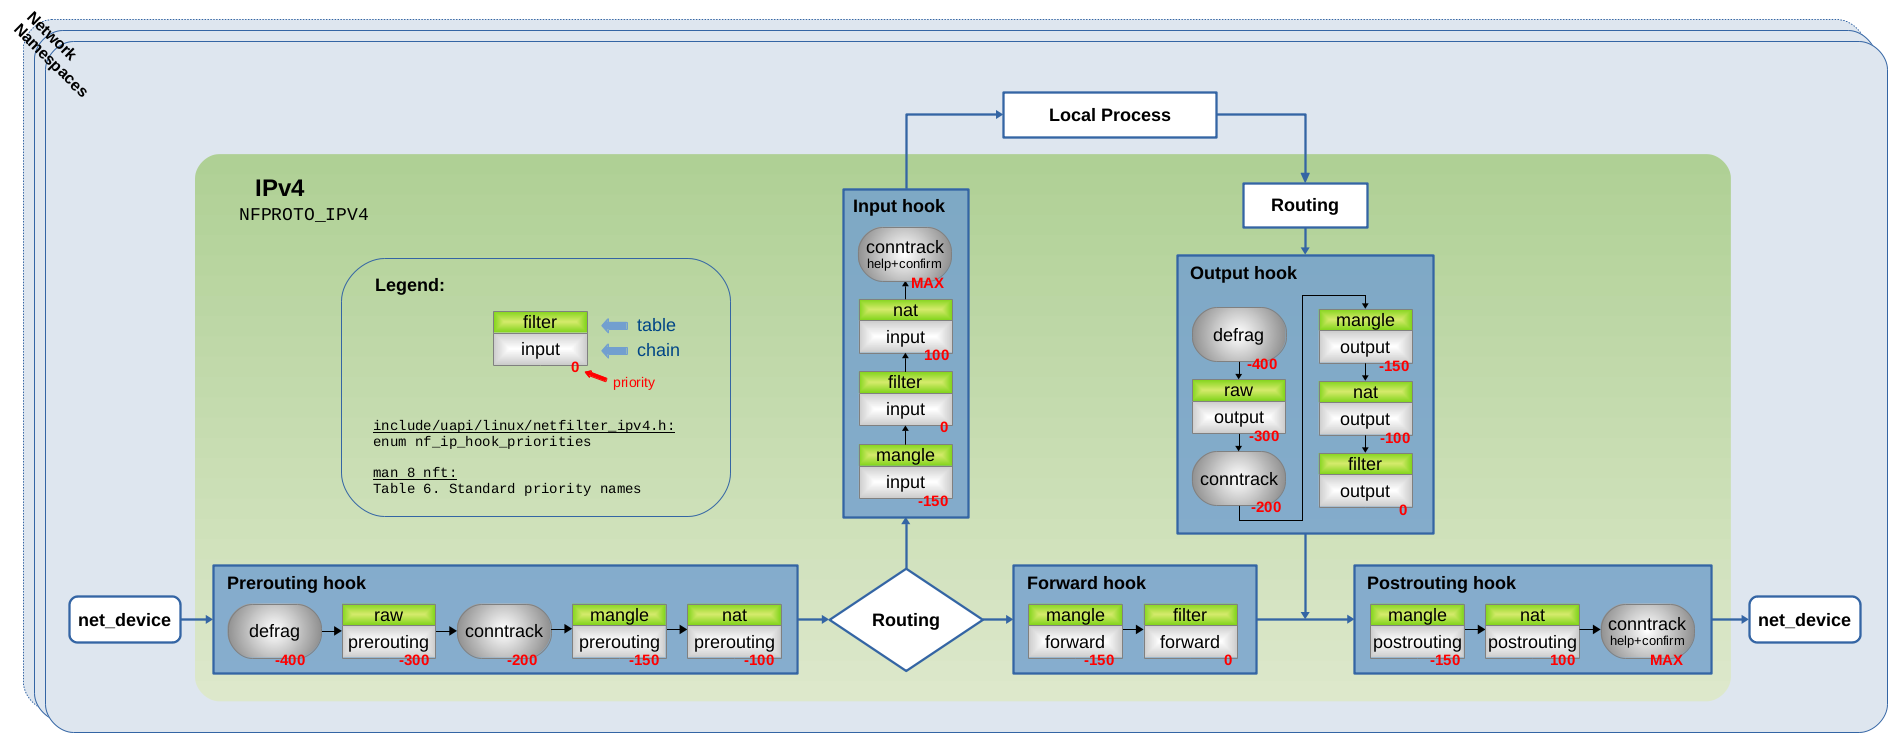 Network
Namespaces
Local Process
IPv4
NFPROTO_IPV4
Legend:
filter
table
input
chain
0
priority
include/uapi/linux/netfilter_ipv4.h:
enum nf_ip_hook_priorities
man 8 nft:
Table 6. Standard priority names
Input hook
conntrack
help+confirm
MAX
nat
input
100
filter
input
0
mangle
input
-150
Routing
Output hook
defrag
-400
raw
output
-300
conntrack
-200
mangle
output
-150
nat
output
-100
filter
output
0
net_device
Prerouting hook
defrag
-400
raw
prerouting
-300
conntrack
-200
mangle
prerouting
-150
nat
prerouting
-100
Routing
Forward hook
mangle
forward
-150
filter
forward
0
Postrouting hook
mangle
postrouting
-150
nat
postrouting
100
conntrack
help+confirm
MAX
net_device